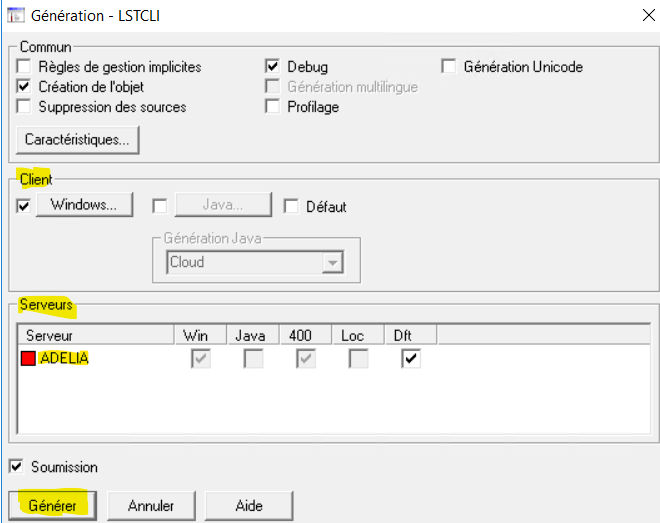 Génération - LSTCLI
Commun
Règles de gestion implicites
Debug
Génération Unicode
Création de l'objet
Génération multilingue
Suppression des sources
Profilage
Caractéristiques...
Client
Windows...
Java...
Défaut
Génération Java
Cloud
Serveurs
Serveur Win Java 400 Loc Dft
ADELIA
Soumission
Générer
Annuler
Aide